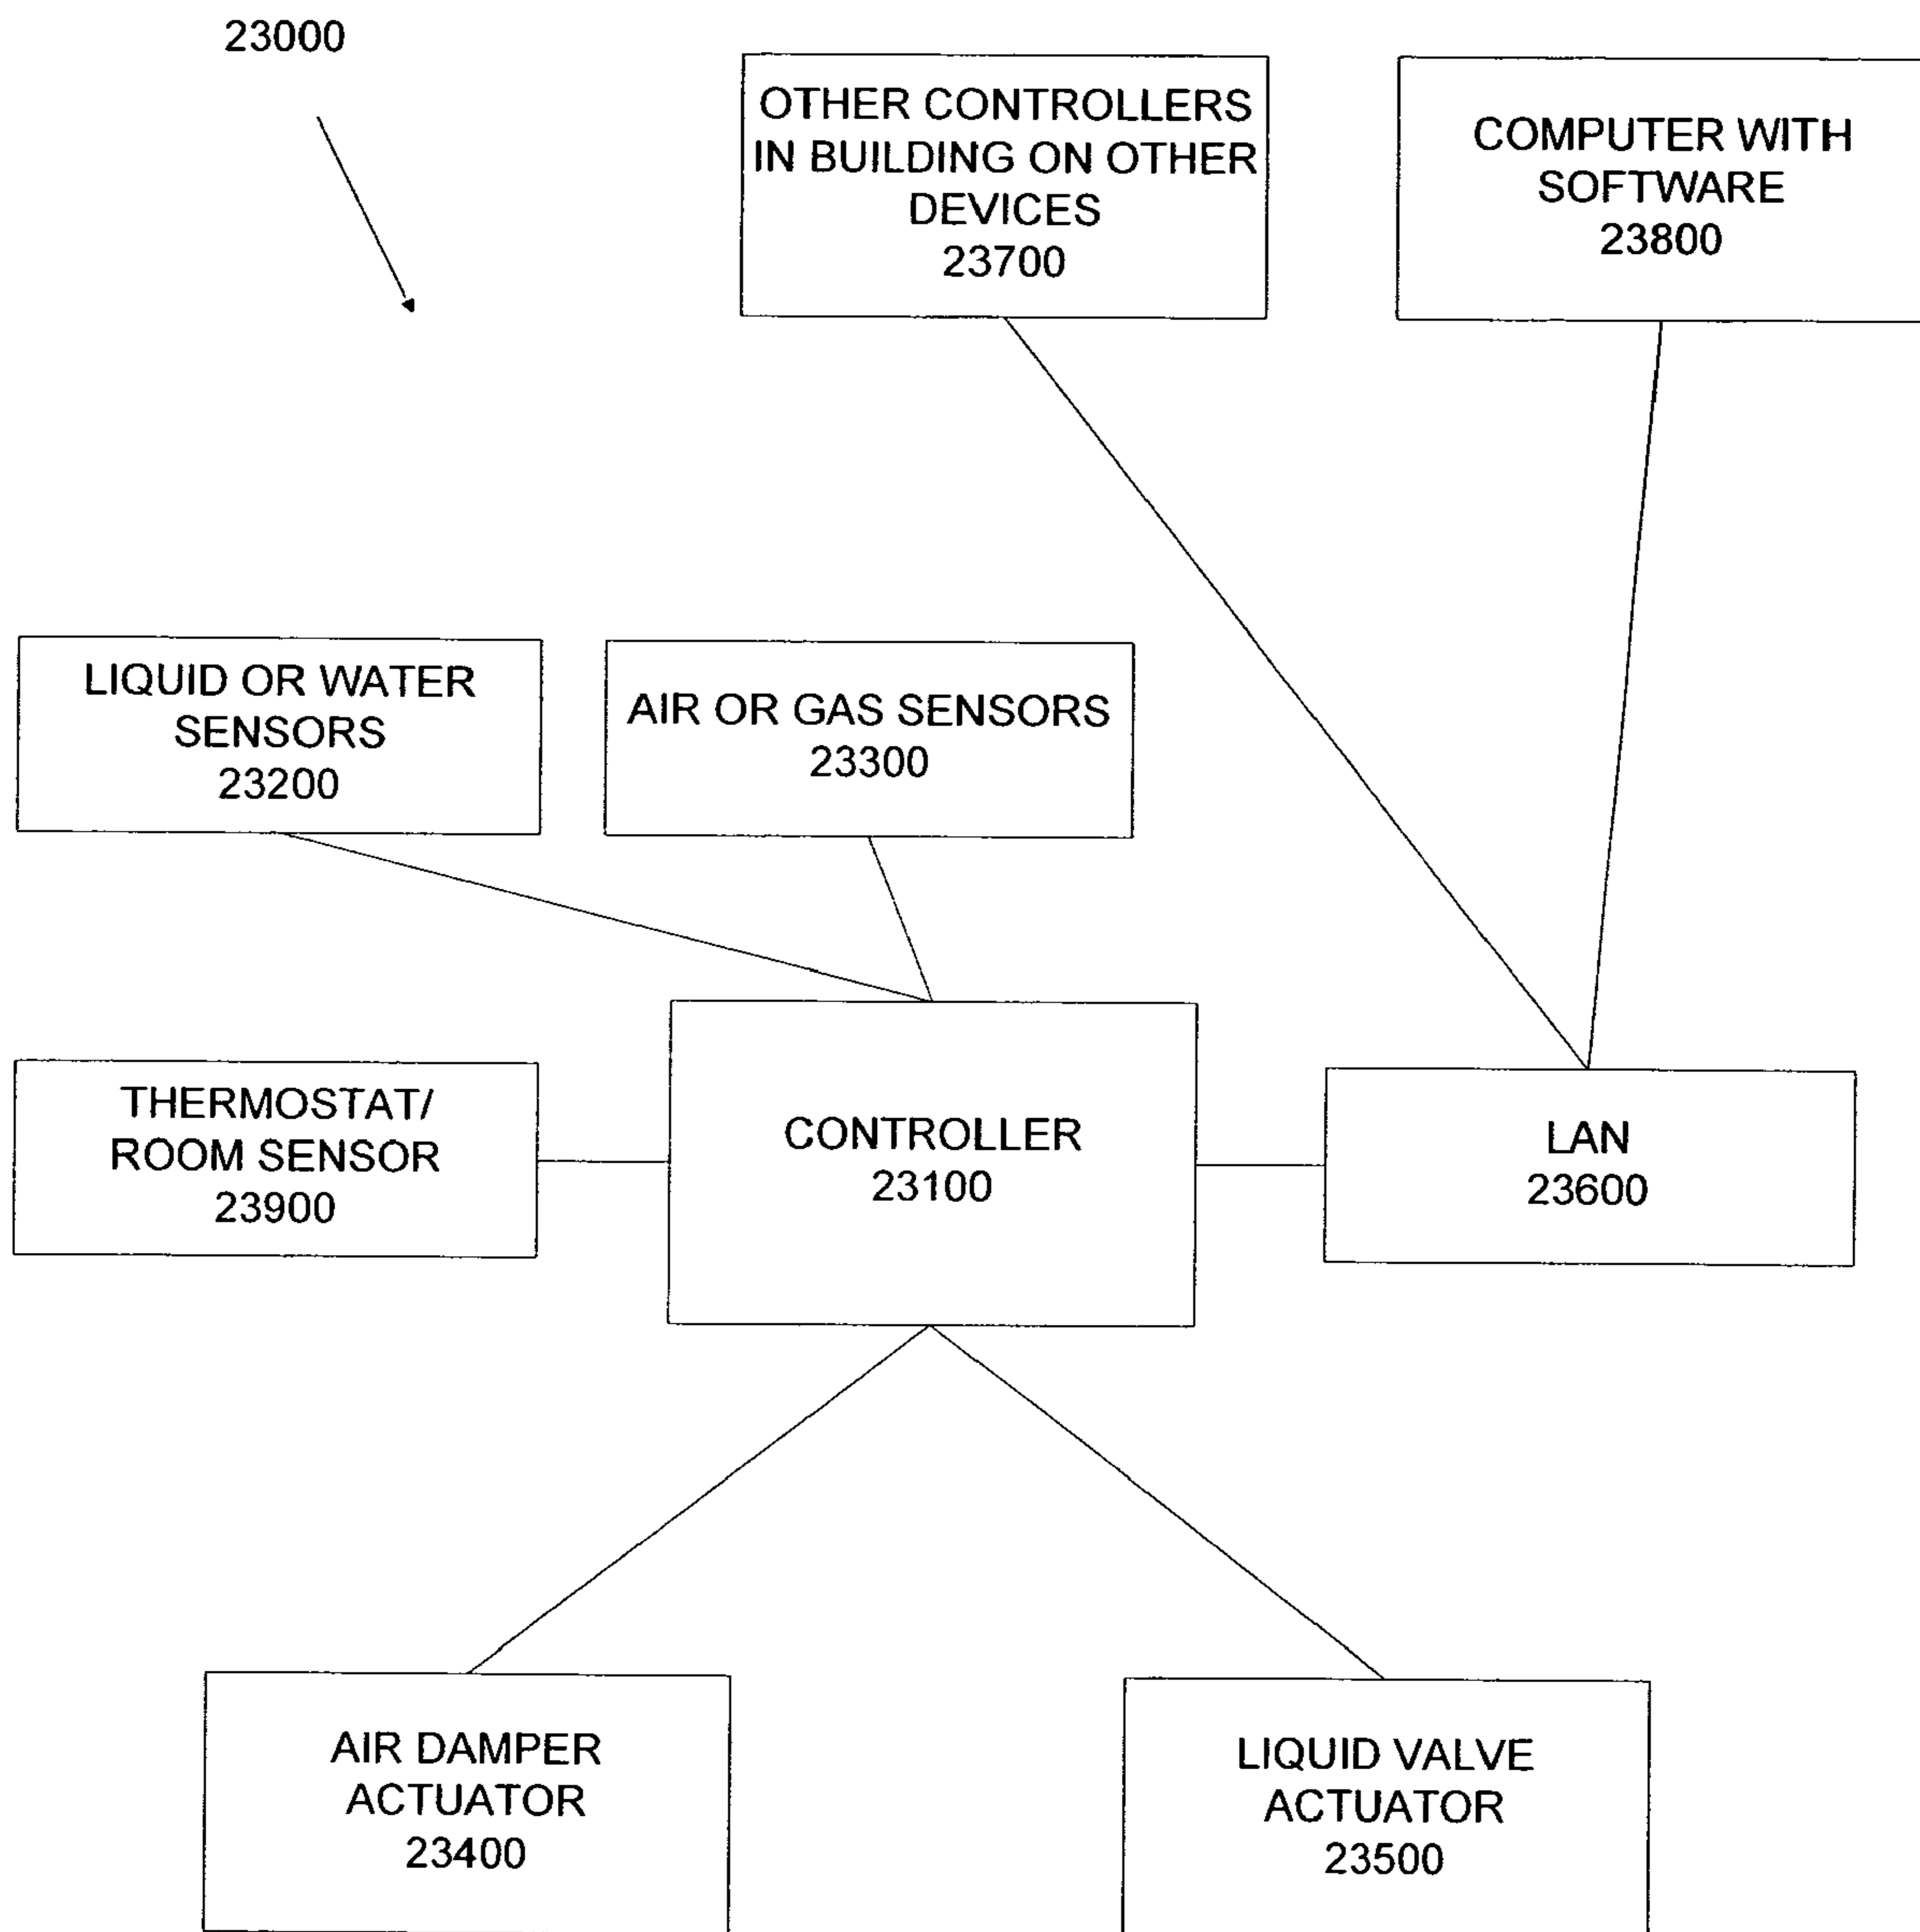 23000
OTHER CONTROLLERS
IN BUILDING ON OTHER
DEVICES
23700
COMPUTER WITH
SOFTWARE
23800
LIQUID OR WATER
SENSORS
23200
AIR OR GAS SENSORS
23300
THERMOSTAT/
ROOM SENSOR
23900
CONTROLLER
23100
LAN
23600
AIR DAMPER
ACTUATOR
23400
LIQUID VALVE
ACTUATOR
23500